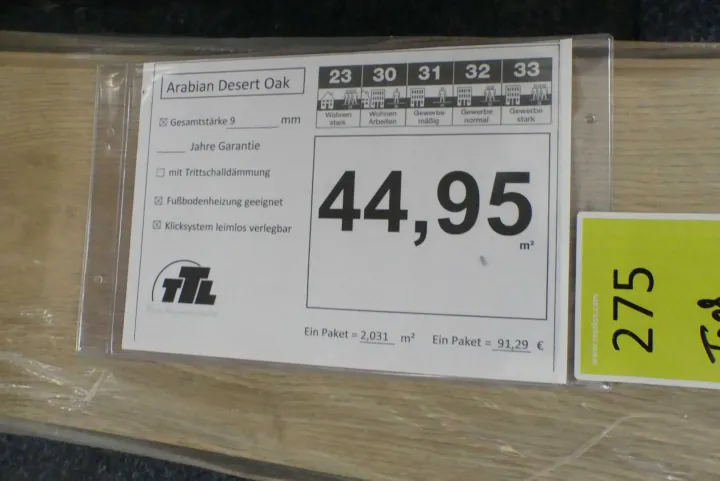 Arabian Desert Oak
☒ Gesamtstärke 9 mm
____ Jahre Garantie
☐ mit Trittschalldämmung
☒ Fußbodenheizung geeignet
☒ Klicksystem leimlos verlegbar
TTL
23 30 31 32 33
Wohnen stark
Wohnen Arbeiten
Gewerbe mäßig
Gewerbe normal
Gewerbe stark
44,95
m²
Ein Paket = 2,031 m² Ein Paket = 91,29 €
275